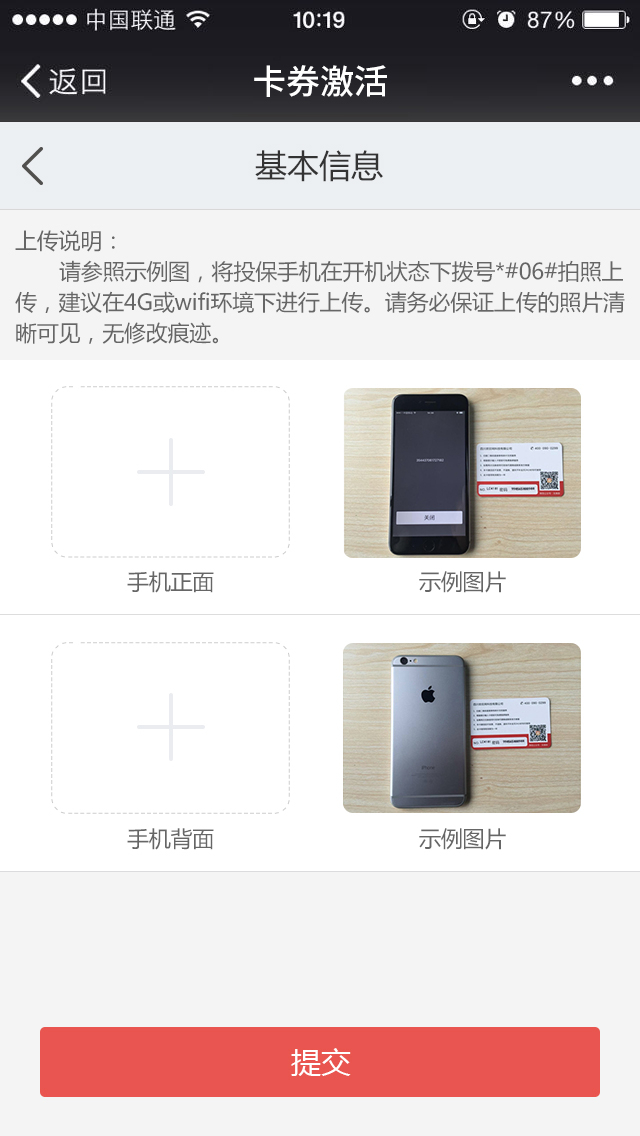 中国联通 10:19 87%
返回 卡券激活
基本信息
上传说明：
请参照示例图，将投保手机在开机状态下拨号*#06#拍照上
传，建议在4G或wifi环境下进行上传。请务必保证上传的照片清
晰可见，无修改痕迹。
关闭
手机正面 示例图片
iPhone
手机背面 示例图片
提交